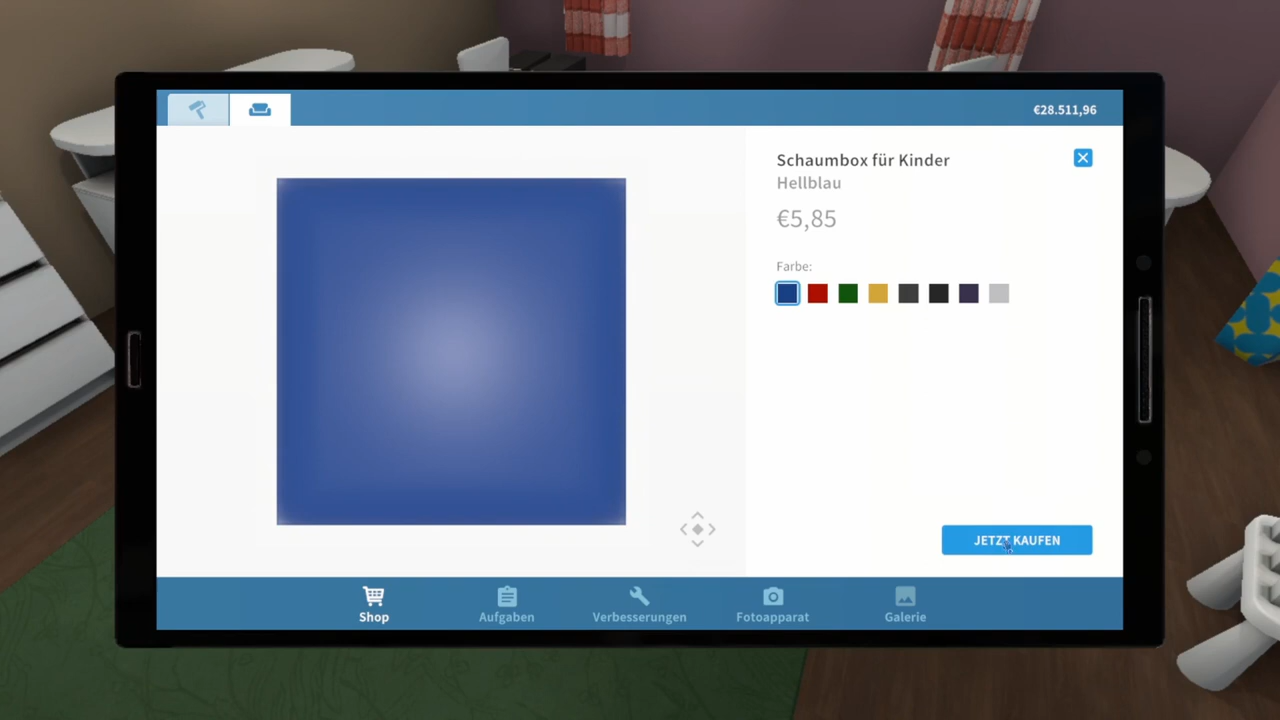 €28.511,96
Schaumbox für Kinder
Hellblau
€5,85
Farbe:
JETZT KAUFEN
Shop
Aufgaben
Verbesserungen
Fotoapparat
Galerie